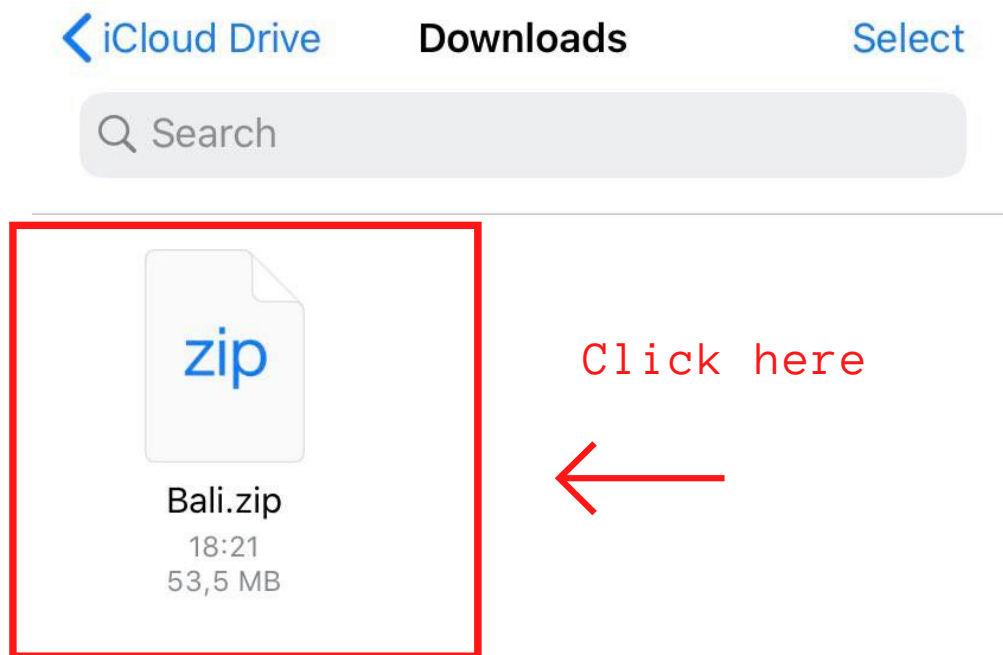 iCloud Drive Downloads Select
Search
zip
Click here
Bali.zip
18:21
53,5 MB